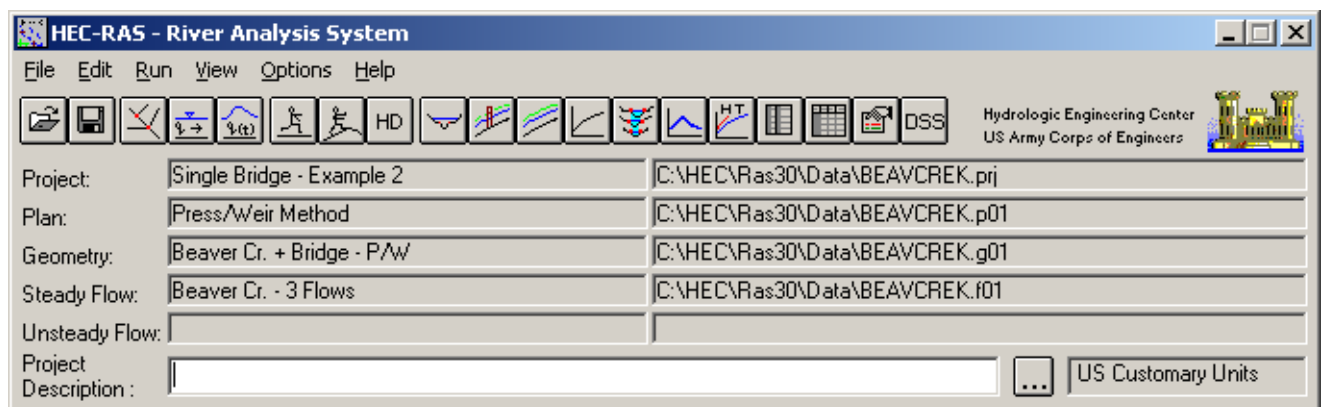 HEC-RAS - River Analysis System
File Edit Run View Options Help
HD HT DSS
Hydrologic Engineering Center
US Army Corps of Engineers
Project: Single Bridge - Example 2 C:\HEC\Ras30\Data\BEAVCREK.prj
Plan: Press/Weir Method C:\HEC\Ras30\Data\BEAVCREK.p01
Geometry: Beaver Cr. + Bridge - P/W C:\HEC\Ras30\Data\BEAVCREK.g01
Steady Flow: Beaver Cr. - 3 Flows C:\HEC\Ras30\Data\BEAVCREK.f01
Unsteady Flow:
Project
Description : ... US Customary Units